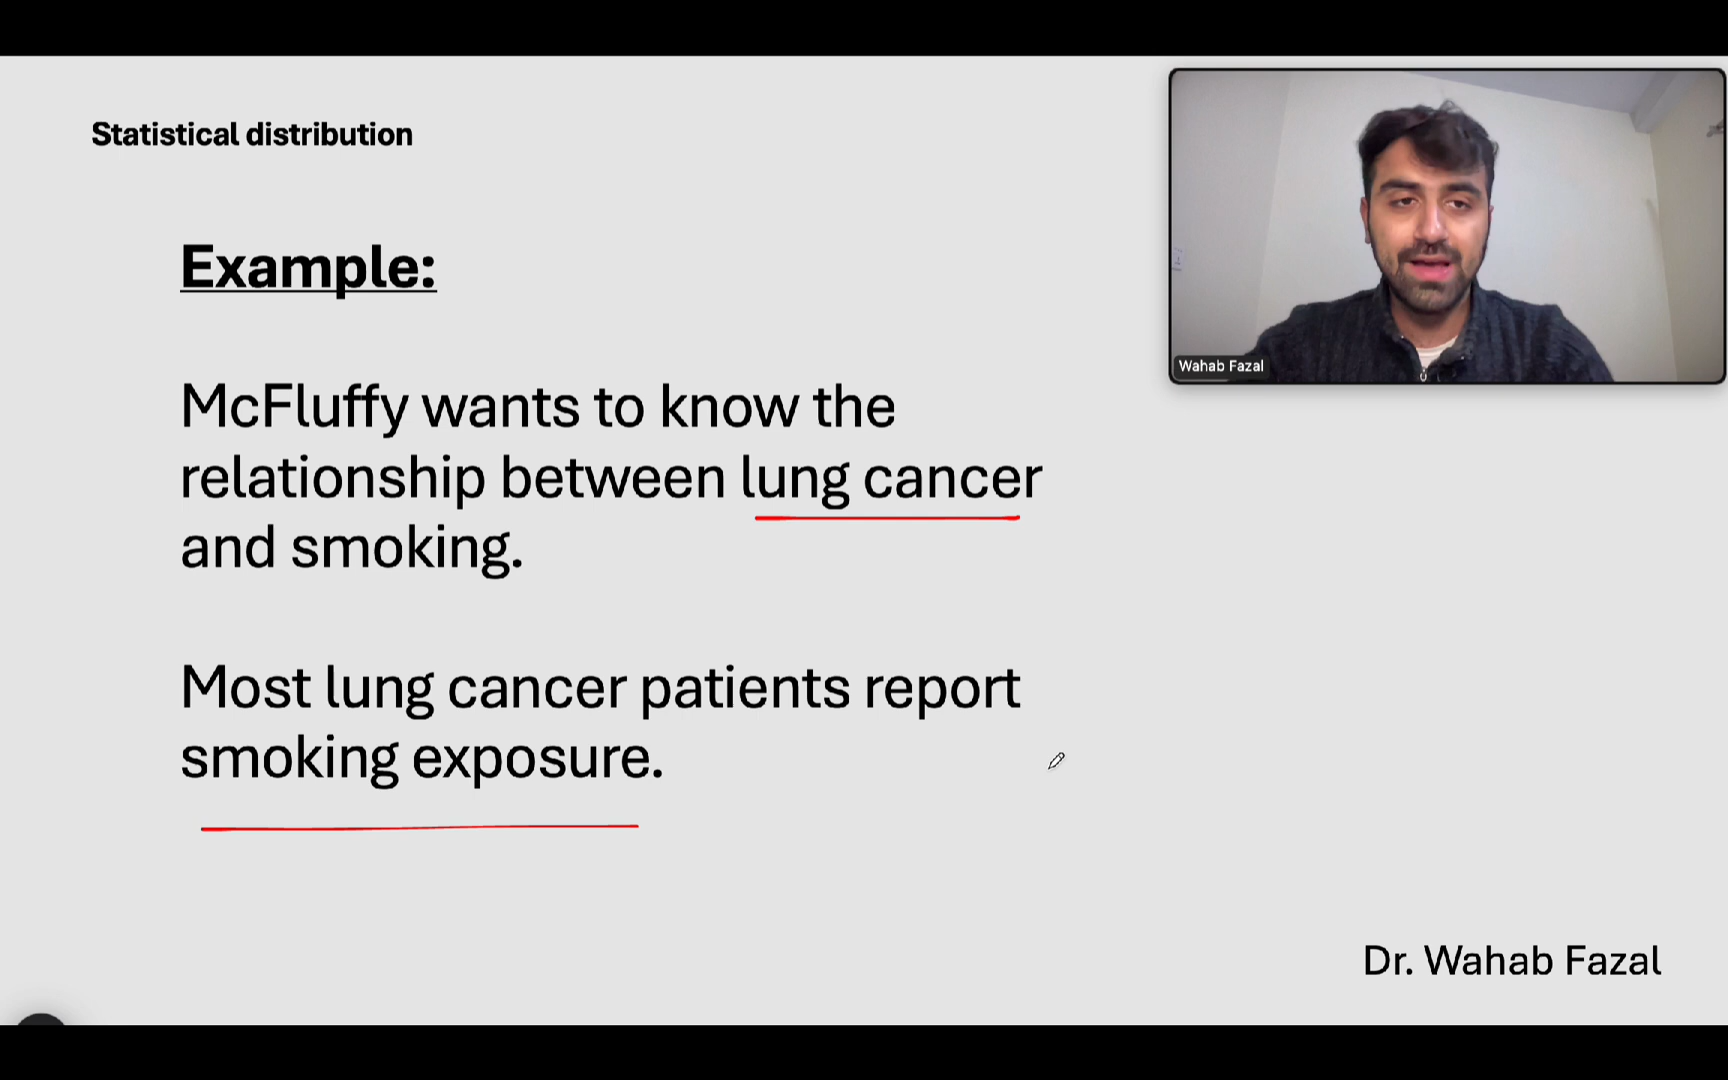 Statistical distribution
Example:
McFluffy wants to know the
relationship between lung cancer
and smoking.
Most lung cancer patients report
smoking exposure.
Wahab Fazal
Dr. Wahab Fazal